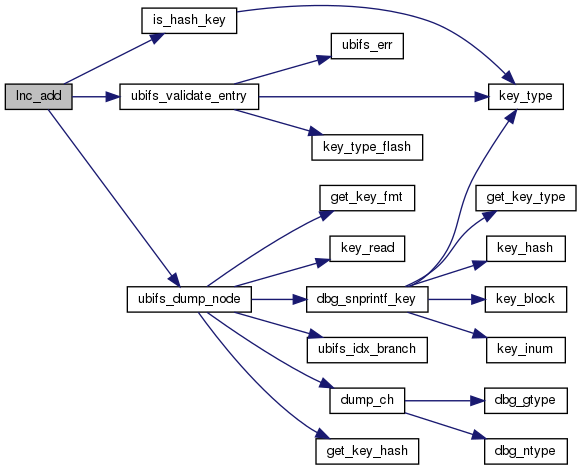 is_hash_key
ubifs_err
lnc_add
ubifs_validate_entry
key_type
key_type_flash
get_key_fmt
get_key_type
key_read
key_hash
ubifs_dump_node
dbg_snprintf_key
key_block
ubifs_idx_branch
key_inum
dump_ch
dbg_gtype
get_key_hash
dbg_ntype